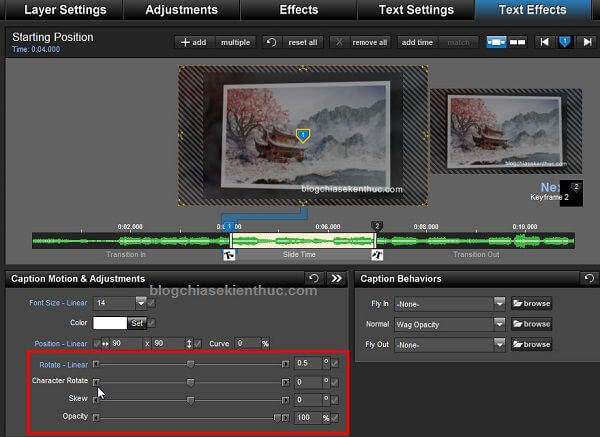 Layer Settings Adjustments Effects Text Settings Text Effects
Starting Position
Time: 0:04.000
+ add multiple reset all X remove all add time match 1
1
blogchiasekienthuc.com
blogchiasekienthuc.com
Nex
Keyframe 2
2
1 2
0:02,000 0:06,000 0:08,000 0:10,000
Transition In Slide Time Transition Out
Caption Motion & Adjustments
blogchiasekienthuc.com
Font Size - Linear 14
Color Set
Position - Linear 90 x 90 Curve 0 %
Rotate - Linear 0.5 °
Character Rotate 0 °
Skew 0 °
Opacity 100 %
Caption Behaviors
Fly In -None- browse
Normal Wag Opacity browse
Fly Out -None- browse